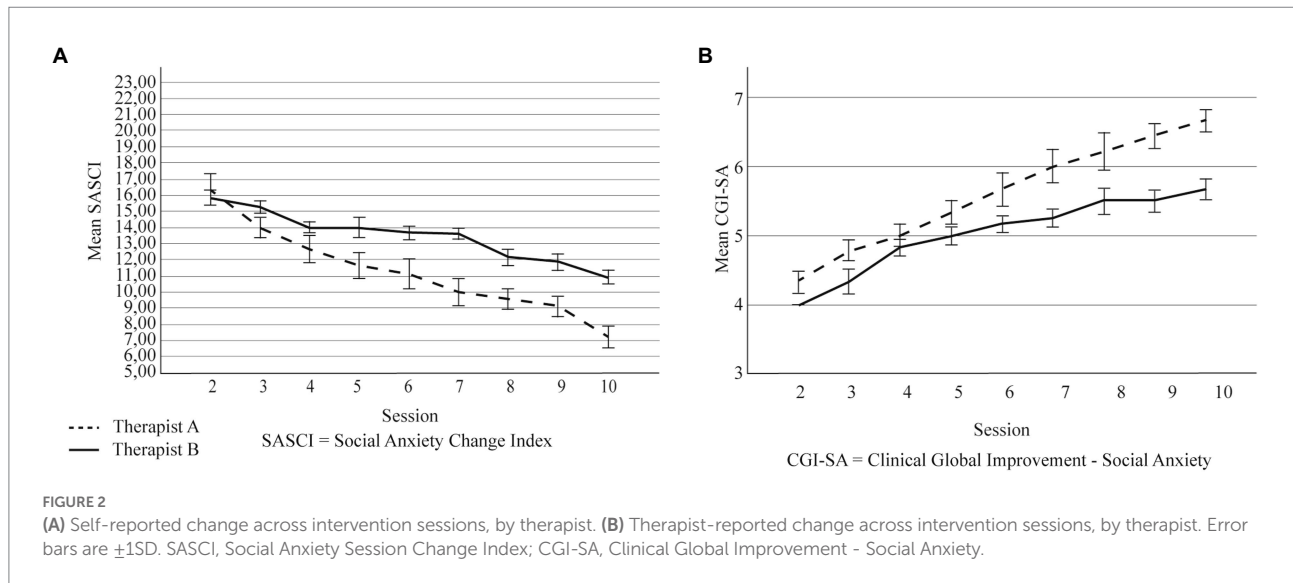 A
Mean SASCI
23,00
22,00
21,00
20,00
19,00
18,00
17,00
16,00
15,00
14,00
13,00
12,00
11,00
10,00
9,00
8,00
7,00
6,00
5,00
2 3 4 5 6 7 8 9 10
Session
Therapist A
Therapist B
SASCI = Social Anxiety Change Index
B
Mean CGI-SA
7
6
5
4
3
2 3 4 5 6 7 8 9 10
Session
CGI-SA = Clinical Global Improvement - Social Anxiety
FIGURE 2
(A) Self-reported change across intervention sessions, by therapist. (B) Therapist-reported change across intervention sessions, by therapist. Error
bars are ±1SD. SASCI, Social Anxiety Session Change Index; CGI-SA, Clinical Global Improvement - Social Anxiety.